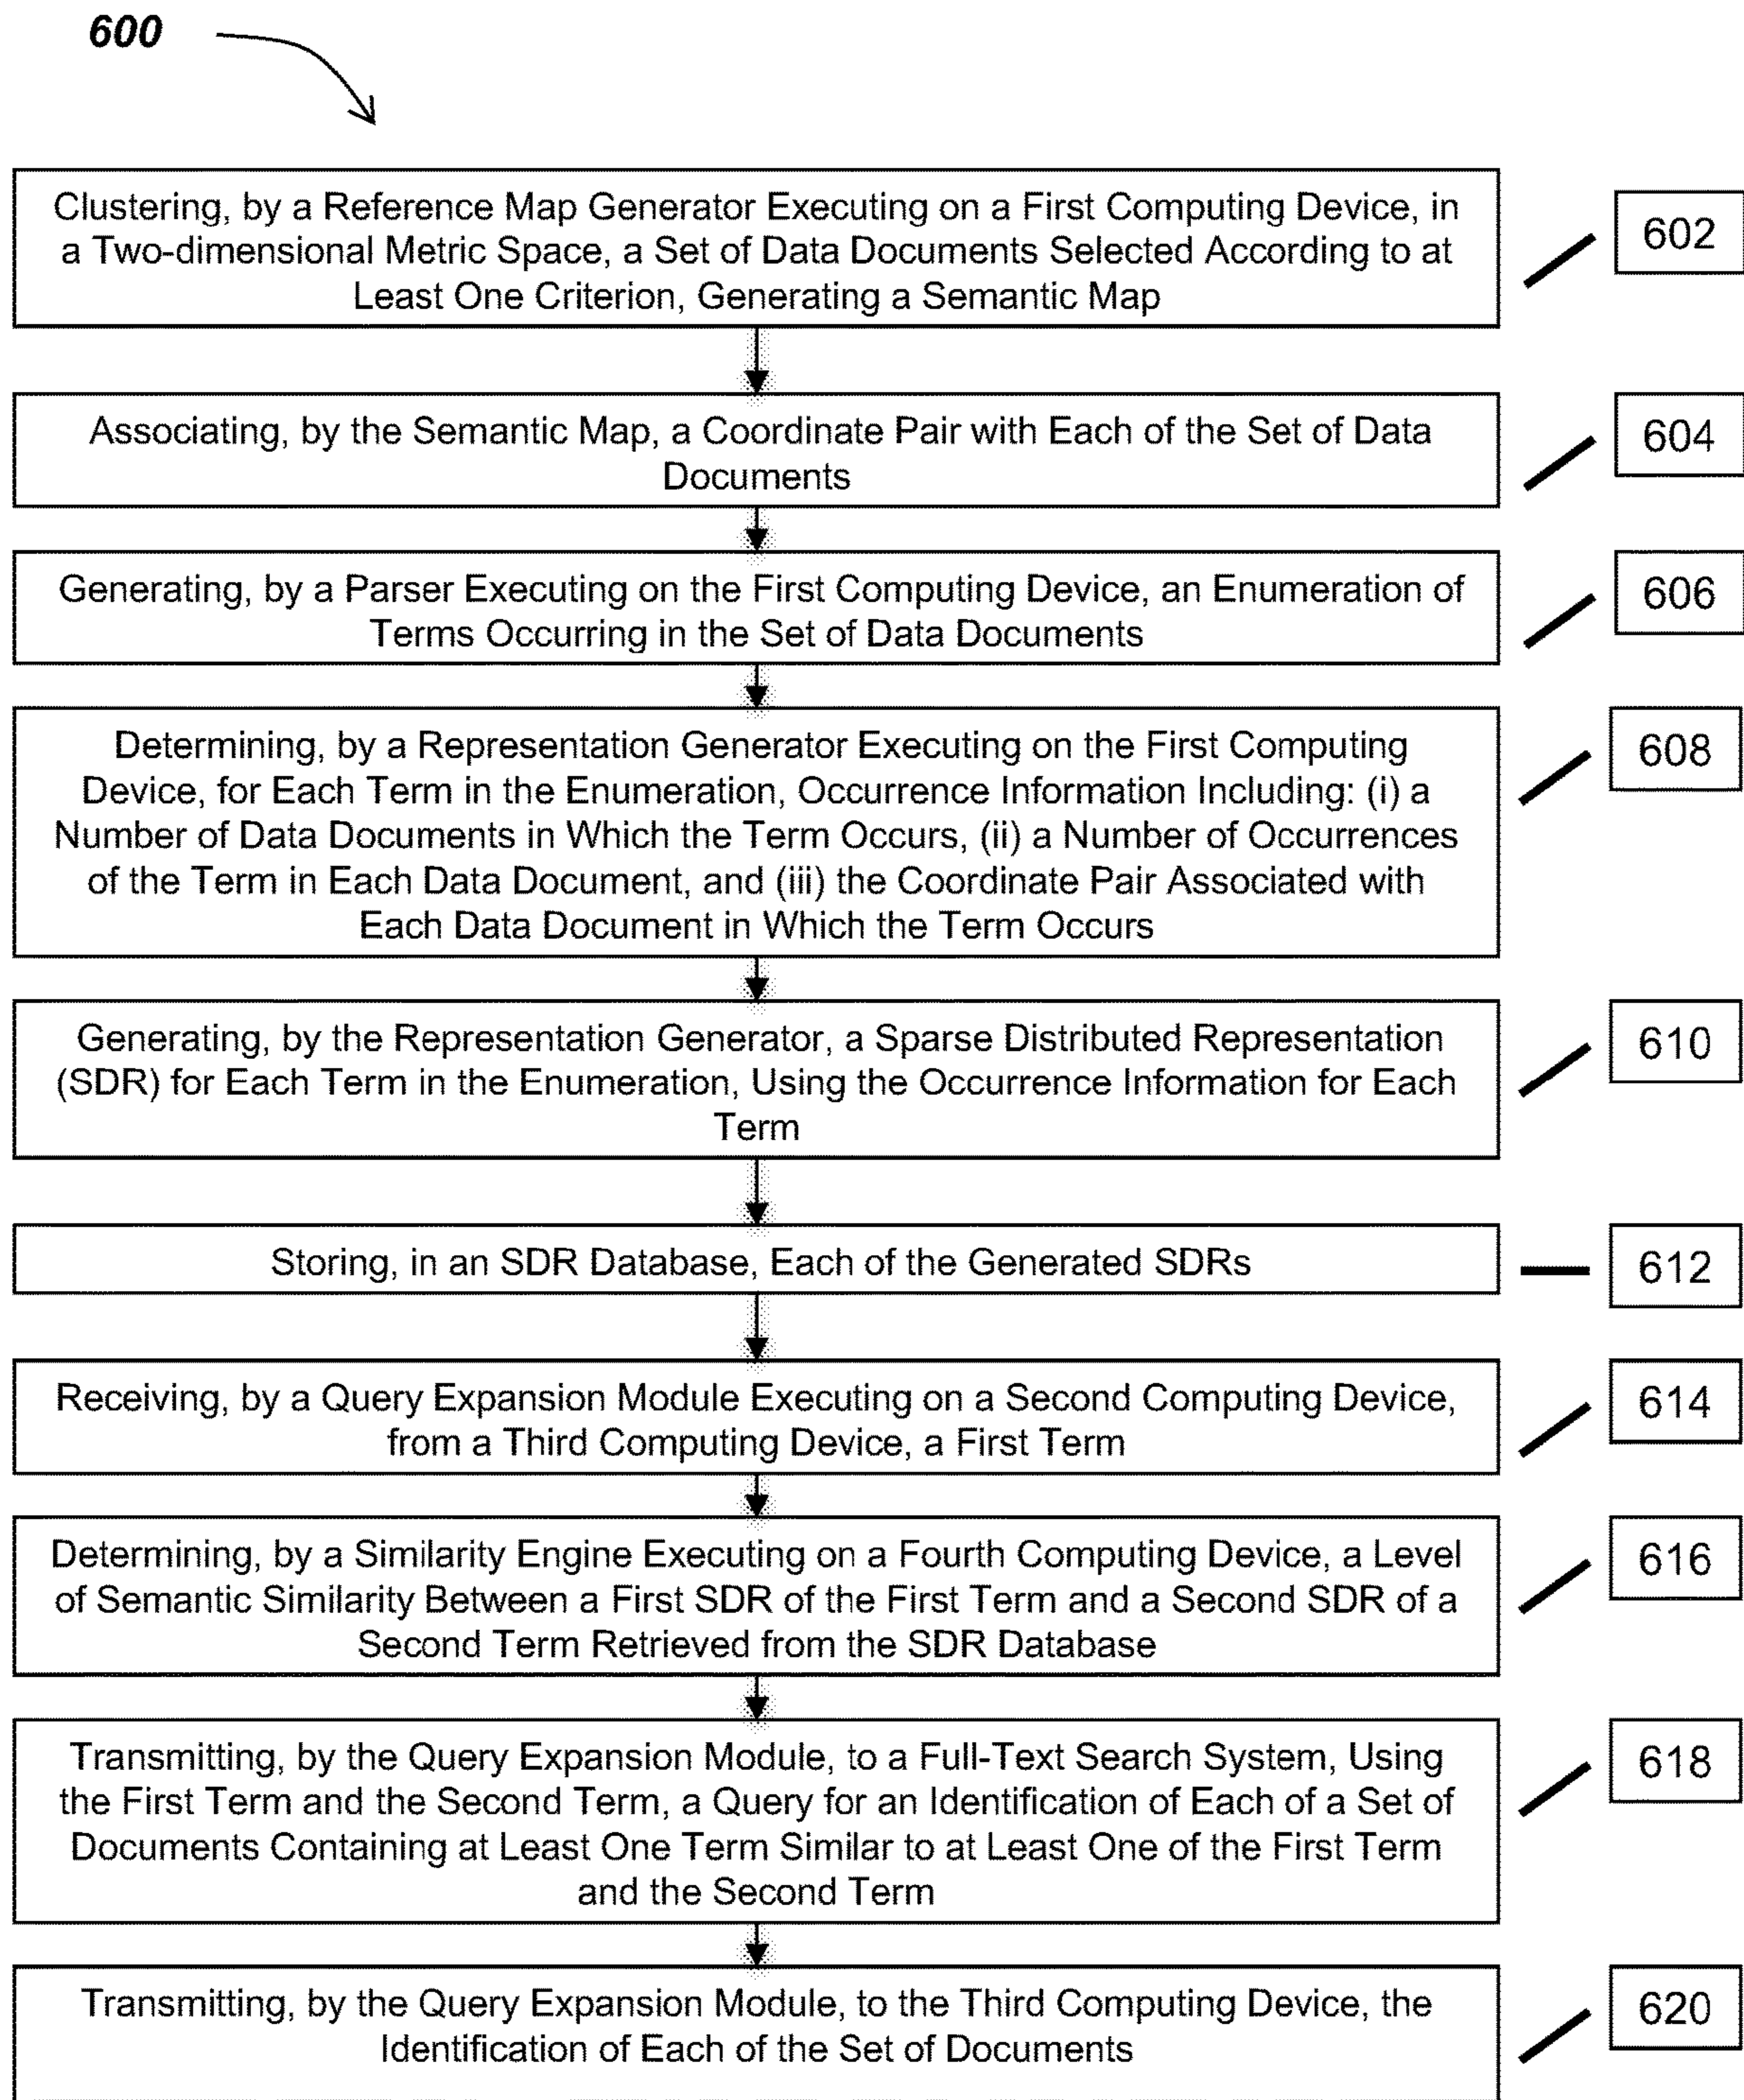 600
Clustering, by a Reference Map Generator Executing on a First Computing Device, in
a Two-dimensional Metric Space, a Set of Data Documents Selected According to at
Least One Criterion, Generating a Semantic Map
602
Associating, by the Semantic Map, a Coordinate Pair with Each of the Set of Data
Documents
604
Generating, by a Parser Executing on the First Computing Device, an Enumeration of
Terms Occurring in the Set of Data Documents
606
Determining, by a Representation Generator Executing on the First Computing
Device, for Each Term in the Enumeration, Occurrence Information Including: (i) a
Number of Data Documents in Which the Term Occurs, (ii) a Number of Occurrences
of the Term in Each Data Document, and (iii) the Coordinate Pair Associated with
Each Data Document in Which the Term Occurs
608
Generating, by the Representation Generator, a Sparse Distributed Representation
(SDR) for Each Term in the Enumeration, Using the Occurrence Information for Each
Term
610
Storing, in an SDR Database, Each of the Generated SDRs
612
Receiving, by a Query Expansion Module Executing on a Second Computing Device,
from a Third Computing Device, a First Term
614
Determining, by a Similarity Engine Executing on a Fourth Computing Device, a Level
of Semantic Similarity Between a First SDR of the First Term and a Second SDR of a
Second Term Retrieved from the SDR Database
616
Transmitting, by the Query Expansion Module, to a Full-Text Search System, Using
the First Term and the Second Term, a Query for an Identification of Each of a Set of
Documents Containing at Least One Term Similar to at Least One of the First Term
and the Second Term
618
Transmitting, by the Query Expansion Module, to the Third Computing Device, the
Identification of Each of the Set of Documents
620